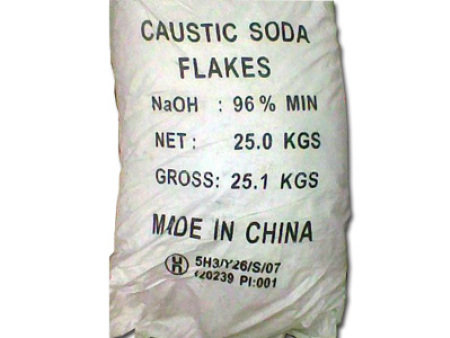 CAUSTIC SODA
FLAKES
NaOH : 96% MIN
NET : 25.0 KGS
GROSS: 25.1 KGS
MADE IN CHINA
un 5H3/Y26/S/07
PI:001